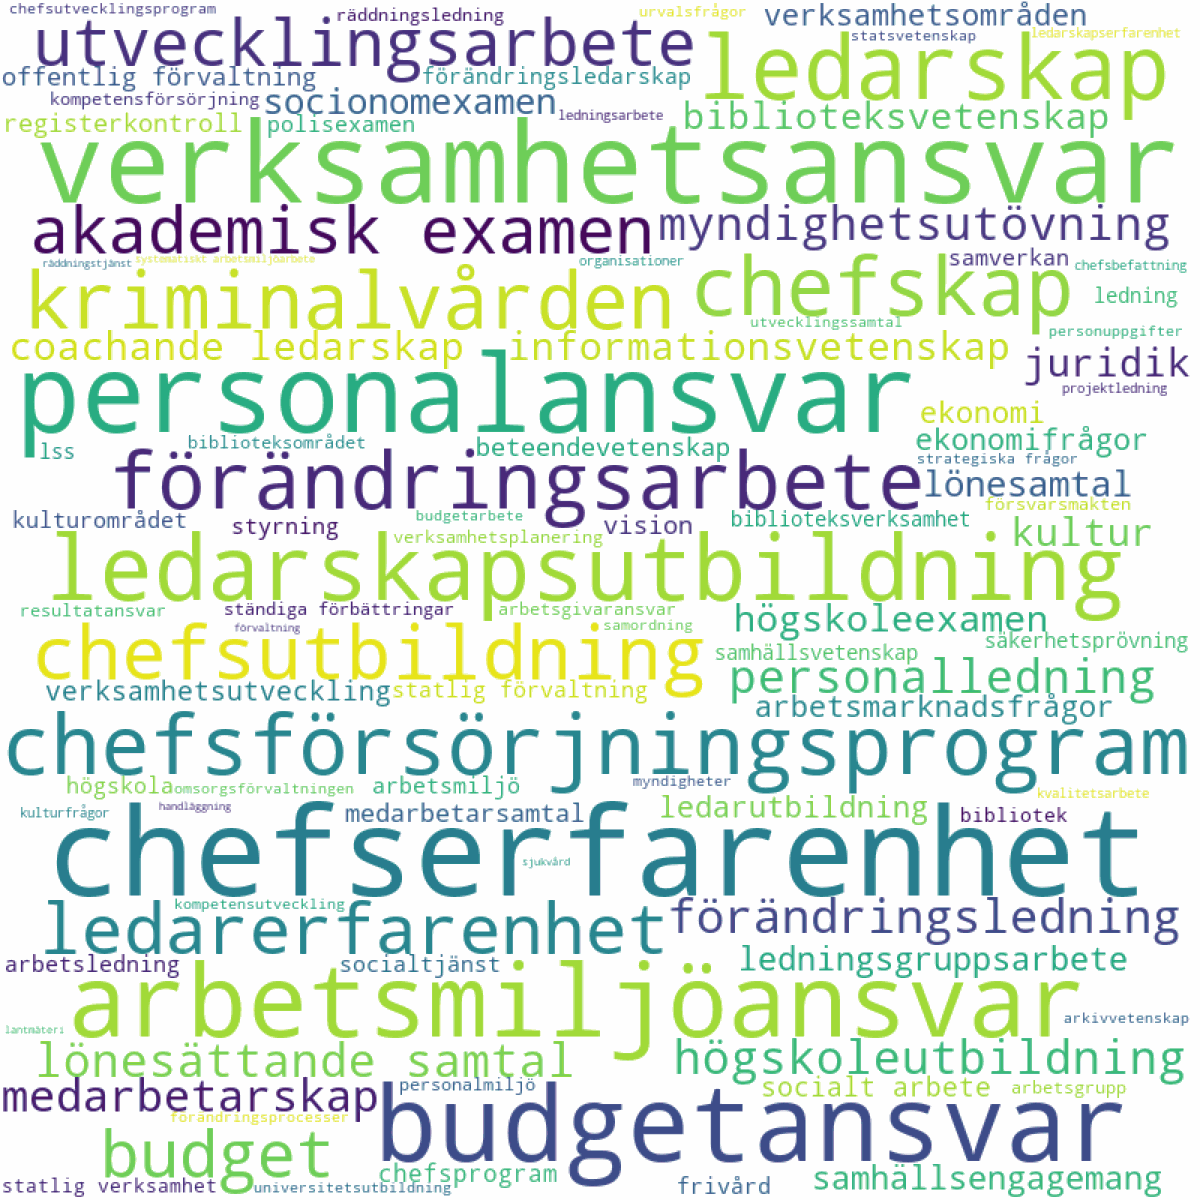 chefsutvecklingsprogram
räddningsledning
urvalsfrågor
verksamhetsområden
utvecklingsarbete
statsvetenskap
ledarskapserfarenhet
ledarskap
offentlig förvaltning
förändringsledarskap
kompetensförsörjning
socionomexamen
ledningsarbete
biblioteksvetenskap
registerkontroll
polisexamen
verksamhetsansvar
akademisk examen
myndighetsutövning
räddningstjänst
systematiskt arbetsmiljöarbete
organisationer
samverkan
chefsbefattning
kriminalvården
chefskap
ledning
utvecklingssamtal
personuppgifter
coachande ledarskap
informationsvetenskap
juridik
projektledning
personalansvar
ekonomi
lss
biblioteksområdet
beteendevetenskap
ekonomifrågor
strategiska frågor
förändringsarbete
lönesamtal
försvarsmakten
kulturområdet
styrning
budgetarbete
vision
biblioteksverksamhet
kultur
verksamhetsplanering
ledarskapsutbildning
resultatansvar
ständiga förbättringar
arbetsgivaransvar
högskoleexamen
förvaltning
samordning
säkerhetsprövning
chefsutbildning
samhällsvetenskap
personalledning
verksamhetsutveckling
statlig förvaltning
arbetsmarknadsfrågor
chefsförsörjningsprogram
högskola
omsorgsförvaltningen
arbetsmiljö
myndigheter
kvalitetsarbete
kulturfrågor
handläggning
medarbetarsamtal
ledarutbildning
bibliotek
chefserfarenhet
sjukvård
kompetensutveckling
ledarerfarenhet
förändringsledning
arbetsledning
socialtjänst
ledningsgruppsarbete
arbetsmiljöansvar
lantmäteri
arkivvetenskap
lönesättande samtal
högskoleutbildning
medarbetarskap
personalmiljö
socialt arbete
arbetsgrupp
förändringsprocesser
budgetansvar
budget
chefsprogram
statlig verksamhet
universitetsutbildning
frivård
samhällsengagemang